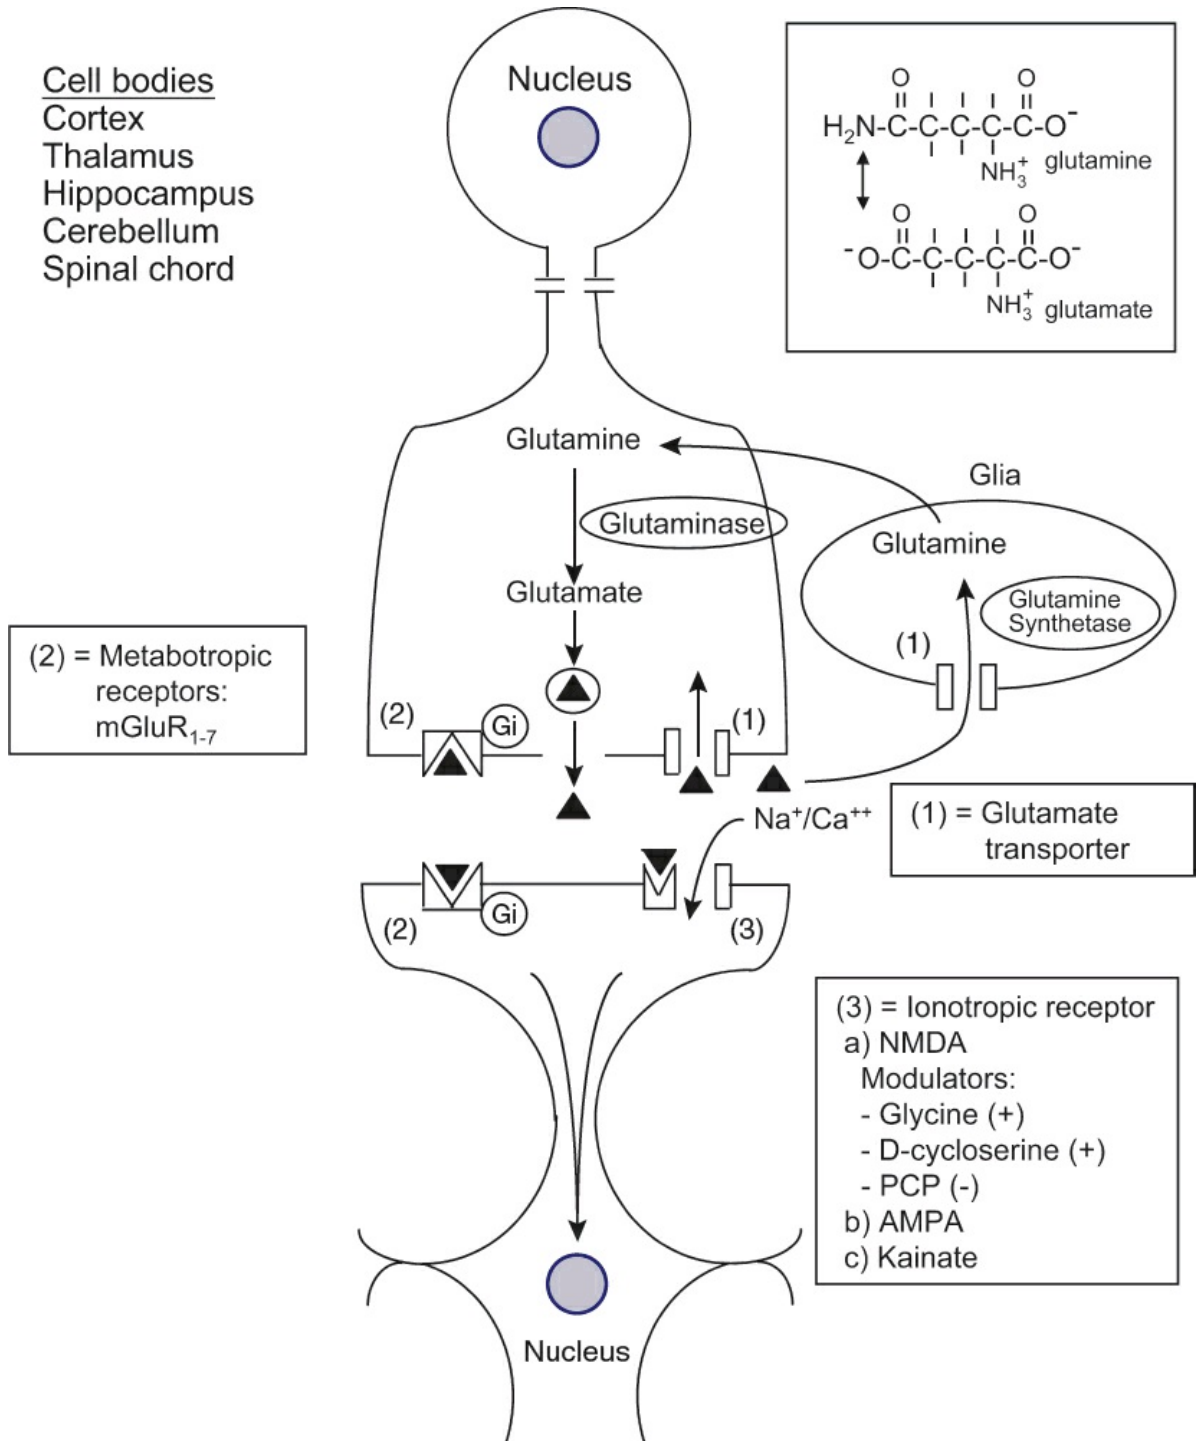 Cell bodies
Cortex
Thalamus
Hippocampus
Cerebellum
Spinal chord
Nucleus
O O
H₂N-C-C-C-C-C-O⁻
NH₃⁺ glutamine
O O
⁻O-C-C-C-C-C-O⁻
NH₃⁺ glutamate
Glutamine
Glutaminase
Glutamate
Glia
Glutamine
Glutamine
Synthetase
(1)
(2) = Metabotropic
receptors:
mGluR₁₋₇
(2)
Gi
(1)
Na⁺/Ca⁺⁺
(1) = Glutamate
transporter
(2)
Gi
(3)
(3) = Ionotropic receptor
a) NMDA
Modulators:
- Glycine (+)
- D-cycloserine (+)
- PCP (-)
b) AMPA
c) Kainate
Nucleus